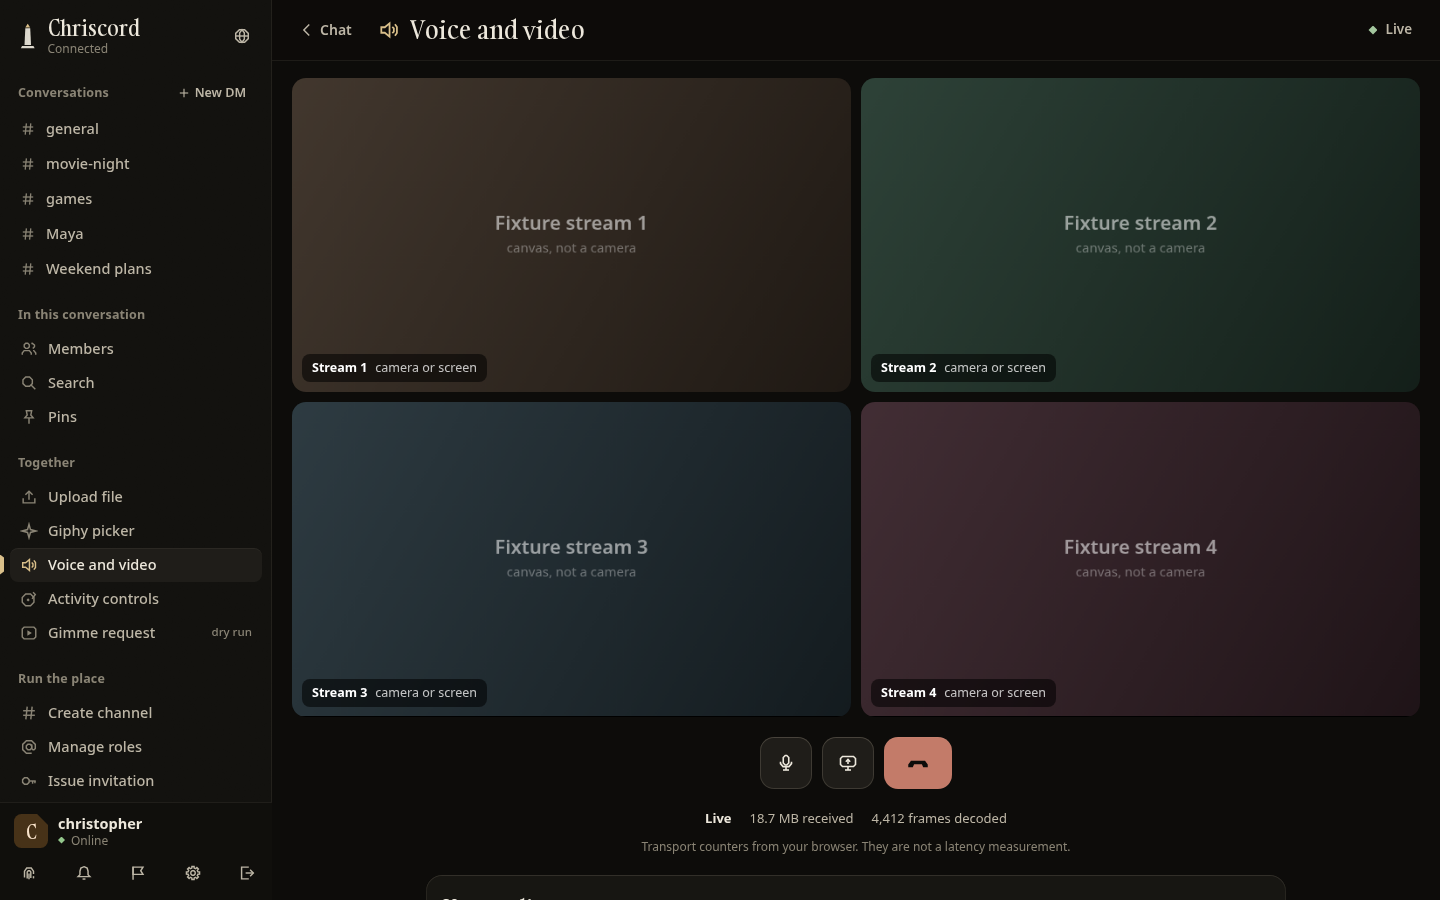 Chriscord
Connected
Conversations
New DM
general
movie-night
games
Maya
Weekend plans
In this conversation
Members
Search
Pins
Together
Upload file
Giphy picker
Voice and video
Activity controls
Gimme request dry run
Run the place
Create channel
Manage roles
Issue invitation
C
christopher
Online
Chat
Voice and video
Live
Fixture stream 1
canvas, not a camera
Stream 1 camera or screen
Fixture stream 2
canvas, not a camera
Stream 2 camera or screen
Fixture stream 3
canvas, not a camera
Stream 3 camera or screen
Fixture stream 4
canvas, not a camera
Stream 4 camera or screen
Live 18.7 MB received 4,412 frames decoded
Transport counters from your browser. They are not a latency measurement.